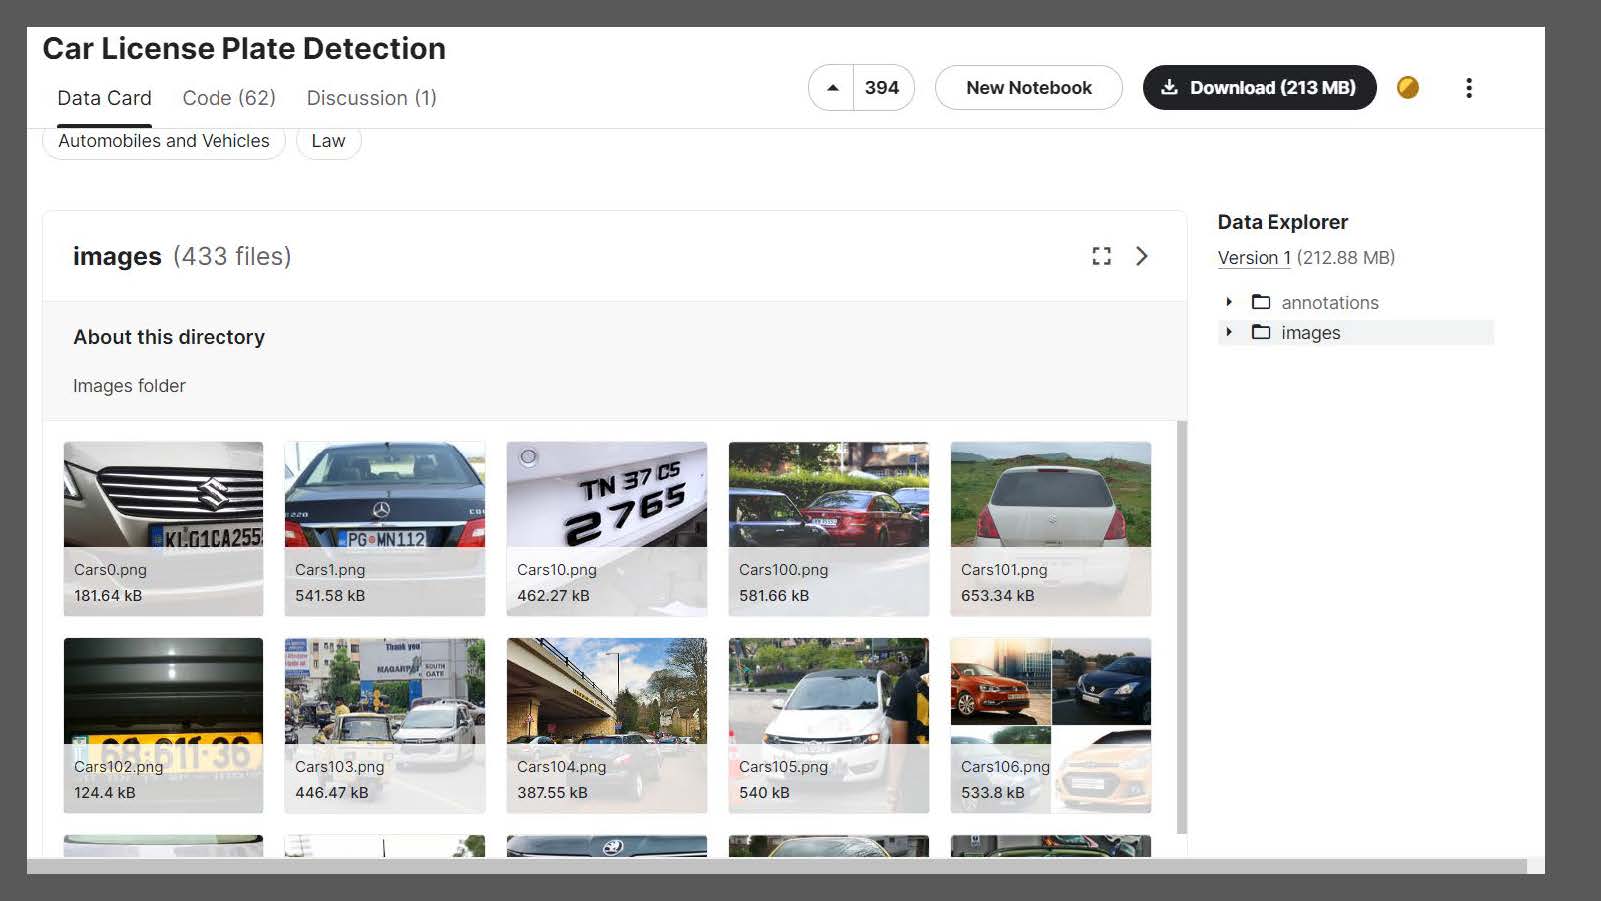 Car License Plate Detection
Data Card
Code (62)
Discussion (1)
394
New Notebook
Download (213 MB)
Automobiles and Vehicles
Law
images (433 files)
Data Explorer
Version 1 (212.88 MB)
annotations
images
About this directory
Images folder
KL01CA255
PG MN112
TN 37 CS
2765
Cars0.png
181.64 kB
Cars1.png
541.58 kB
Cars10.png
462.27 kB
Cars100.png
581.66 kB
Cars101.png
653.34 kB
Thank you
MAGARPA
SOUTH
GATE
68-611-36
Cars102.png
124.4 kB
Cars103.png
446.47 kB
Cars104.png
387.55 kB
Cars105.png
540 kB
Cars106.png
533.8 kB